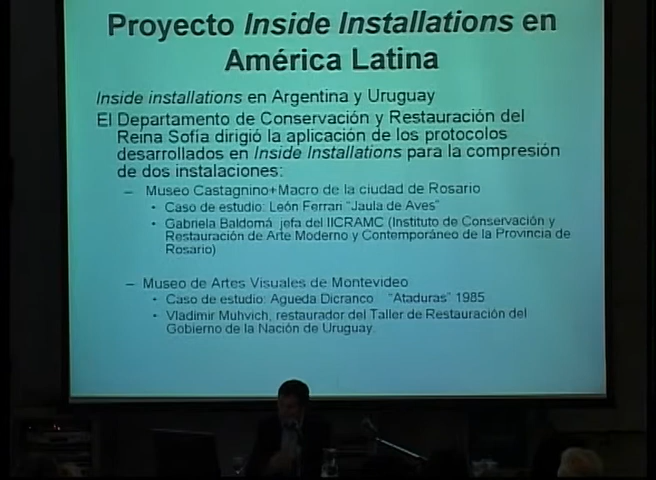 Proyecto Inside Installations en
América Latina
Inside installations en Argentina y Uruguay
El Departamento de Conservación y Restauración del
Reina Sofía dirigió la aplicación de los protocolos
desarrollados en Inside Installations para la compresión
de dos instalaciones:
– Museo Castagnino+Macro de la ciudad de Rosario
• Caso de estudio: León Ferrari "Jaula de Aves"
• Gabriela Baldomá jefa del IICRAMC (Instituto de Conservación y
Restauración de Arte Moderno y Contemporáneo de la Provincia de
Rosario)
– Museo de Artes Visuales de Montevideo
• Caso de estudio: Agueda Dicranco "Ataduras" 1985
• Vladimir Muhvich, restaurador del Taller de Restauración del
Gobierno de la Nación de Uruguay.